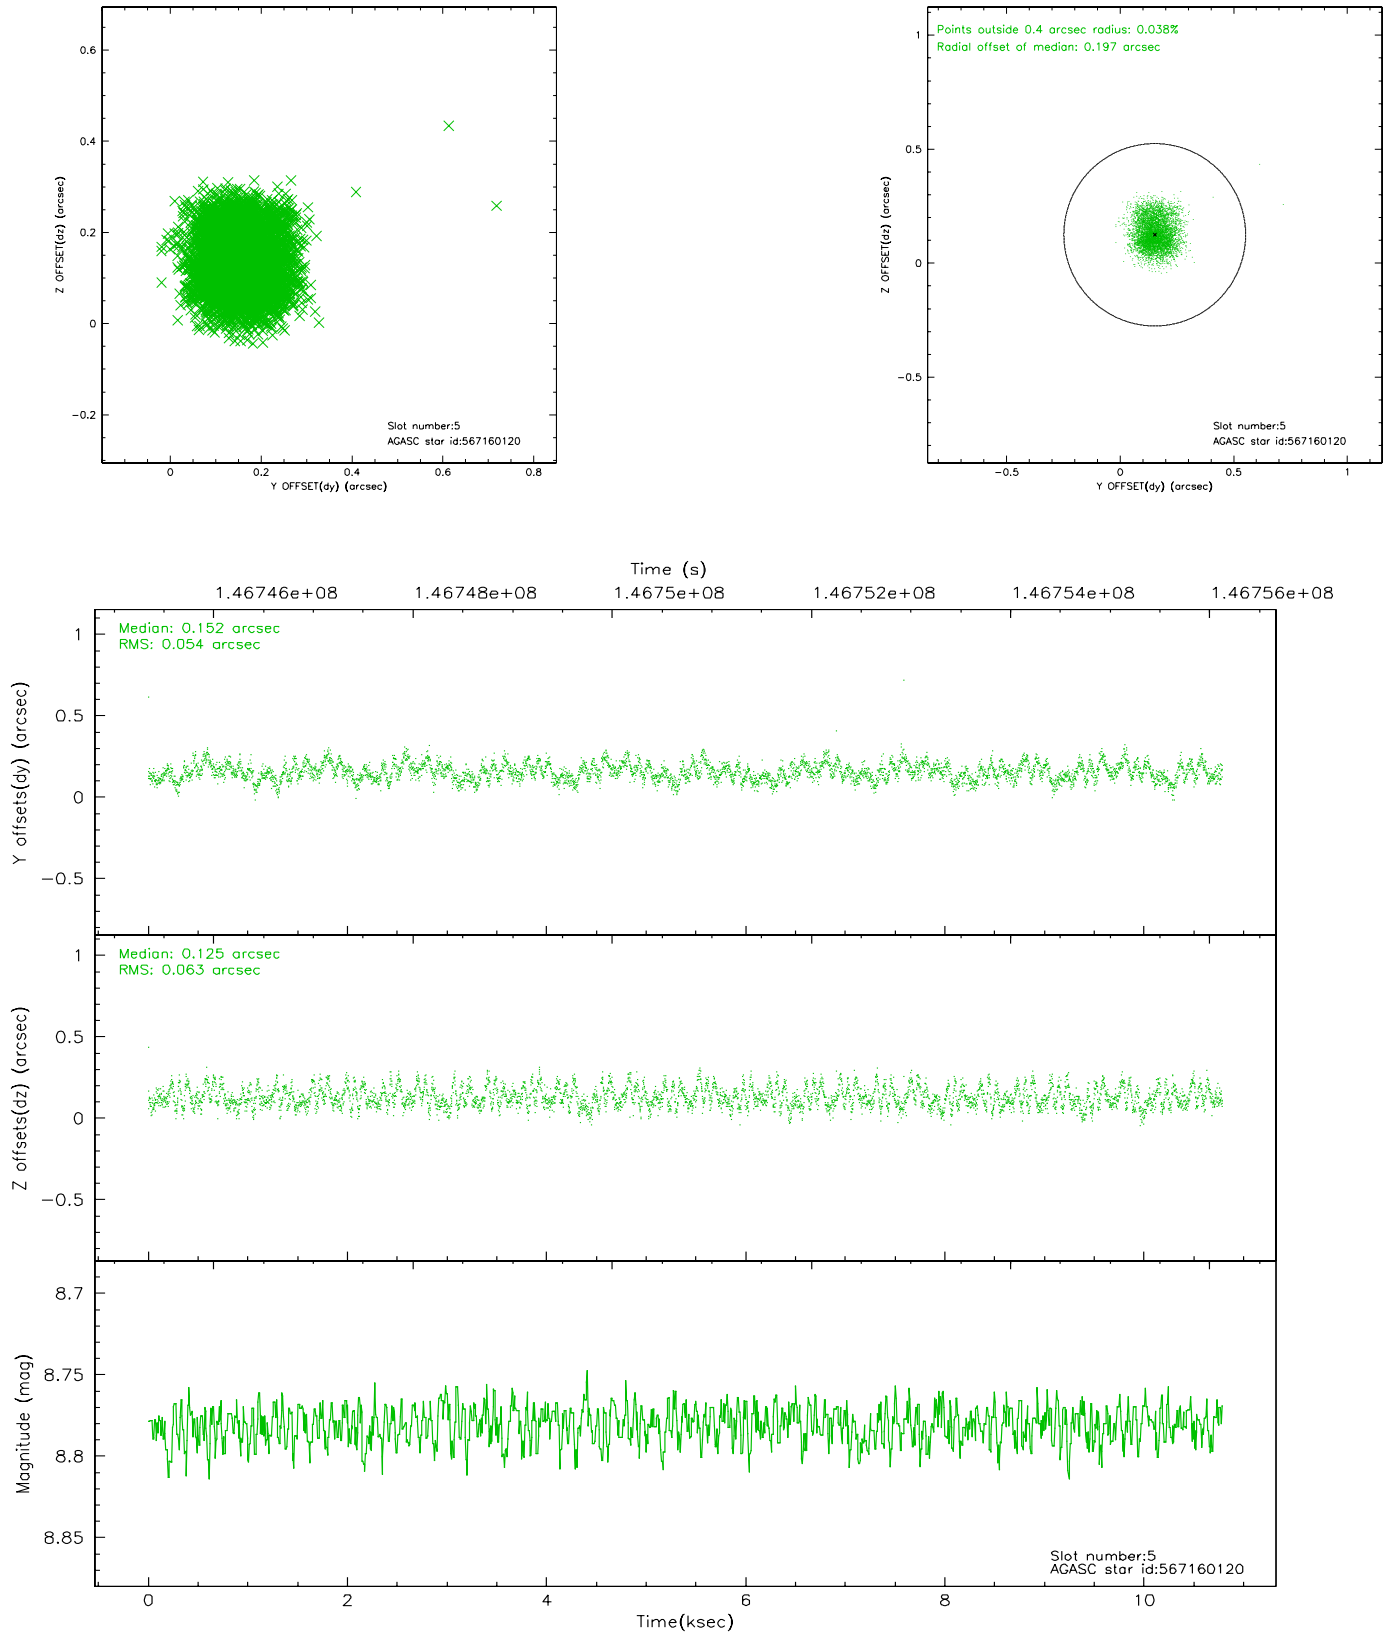 0.6
0.4
0.2
0
−0.2
Z OFFSET(dz) (arcsec)
Slot number:5
AGASC star id:567160120
0 0.2 0.4 0.6 0.8
Y OFFSET(dy) (arcsec)
Points outside 0.4 arcsec radius: 0.038%
Radial offset of median: 0.197 arcsec
1
0.5
0
−0.5
Z OFFSET(dz) (arcsec)
Slot number:5
AGASC star id:567160120
−0.5 0 0.5 1
Y OFFSET(dy) (arcsec)
Time (s)
1.46746e+08 1.46748e+08 1.4675e+08 1.46752e+08 1.46754e+08 1.46756e+08
Median: 0.152 arcsec
RMS: 0.054 arcsec
1
0.5
0
−0.5
Y offsets(dy) (arcsec)
Median: 0.125 arcsec
RMS: 0.063 arcsec
1
0.5
0
−0.5
Z offsets(dz) (arcsec)
8.7
8.75
8.8
8.85
Magnitude (mag)
Slot number:5
AGASC star id:567160120
0 2 4 6 8 10
Time(ksec)